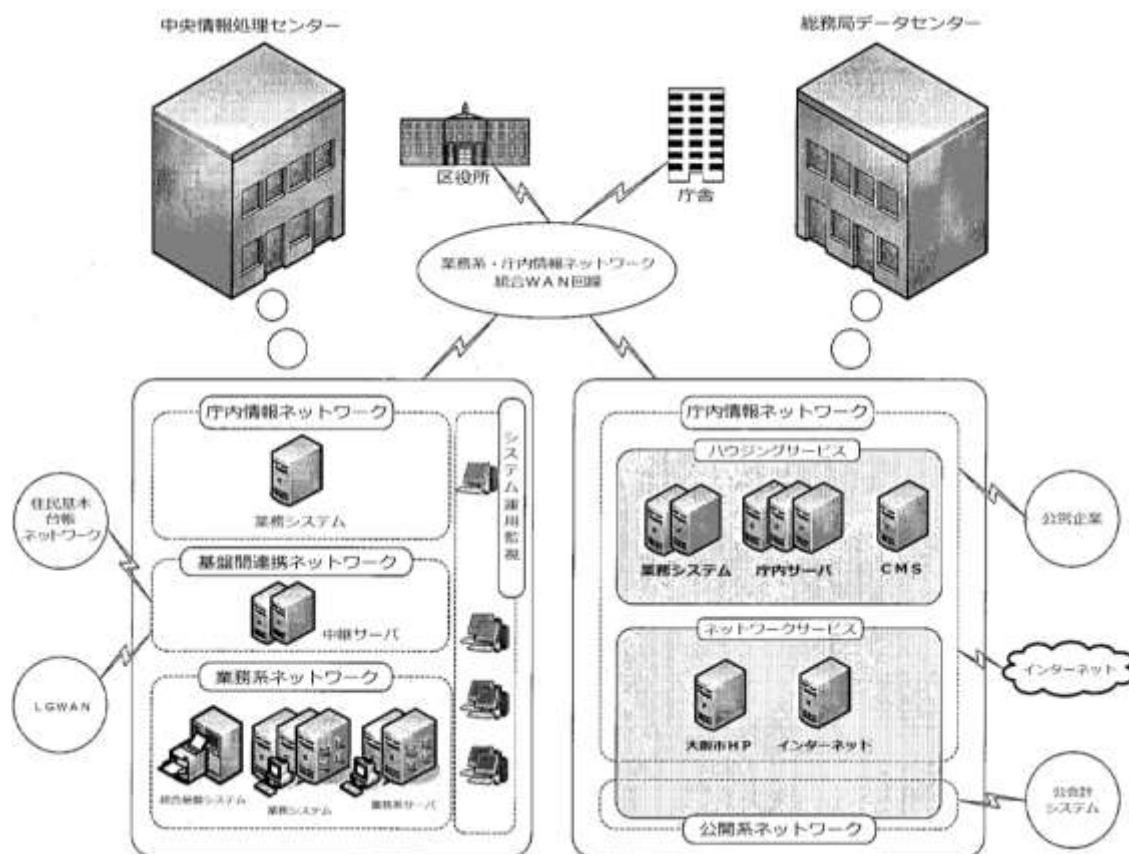 中央情報処理センター
総務局データセンター
区役所
庁舎
業務系・庁内情報ネットワーク
統合WAN回線
庁内情報ネットワーク
業務システム
システム運用監視
住民基本
台帳
ネットワーク
基盤間連携ネットワーク
中継サーバ
LGWAN
業務系ネットワーク
業務システム
業務系サーバ
庁内情報ネットワーク
ハウジングサービス
業務システム
庁内サーバ
CMS
公営企業
ネットワークサービス
大阪市HP
インターネット
インターネット
公会計
システム
公開系ネットワーク